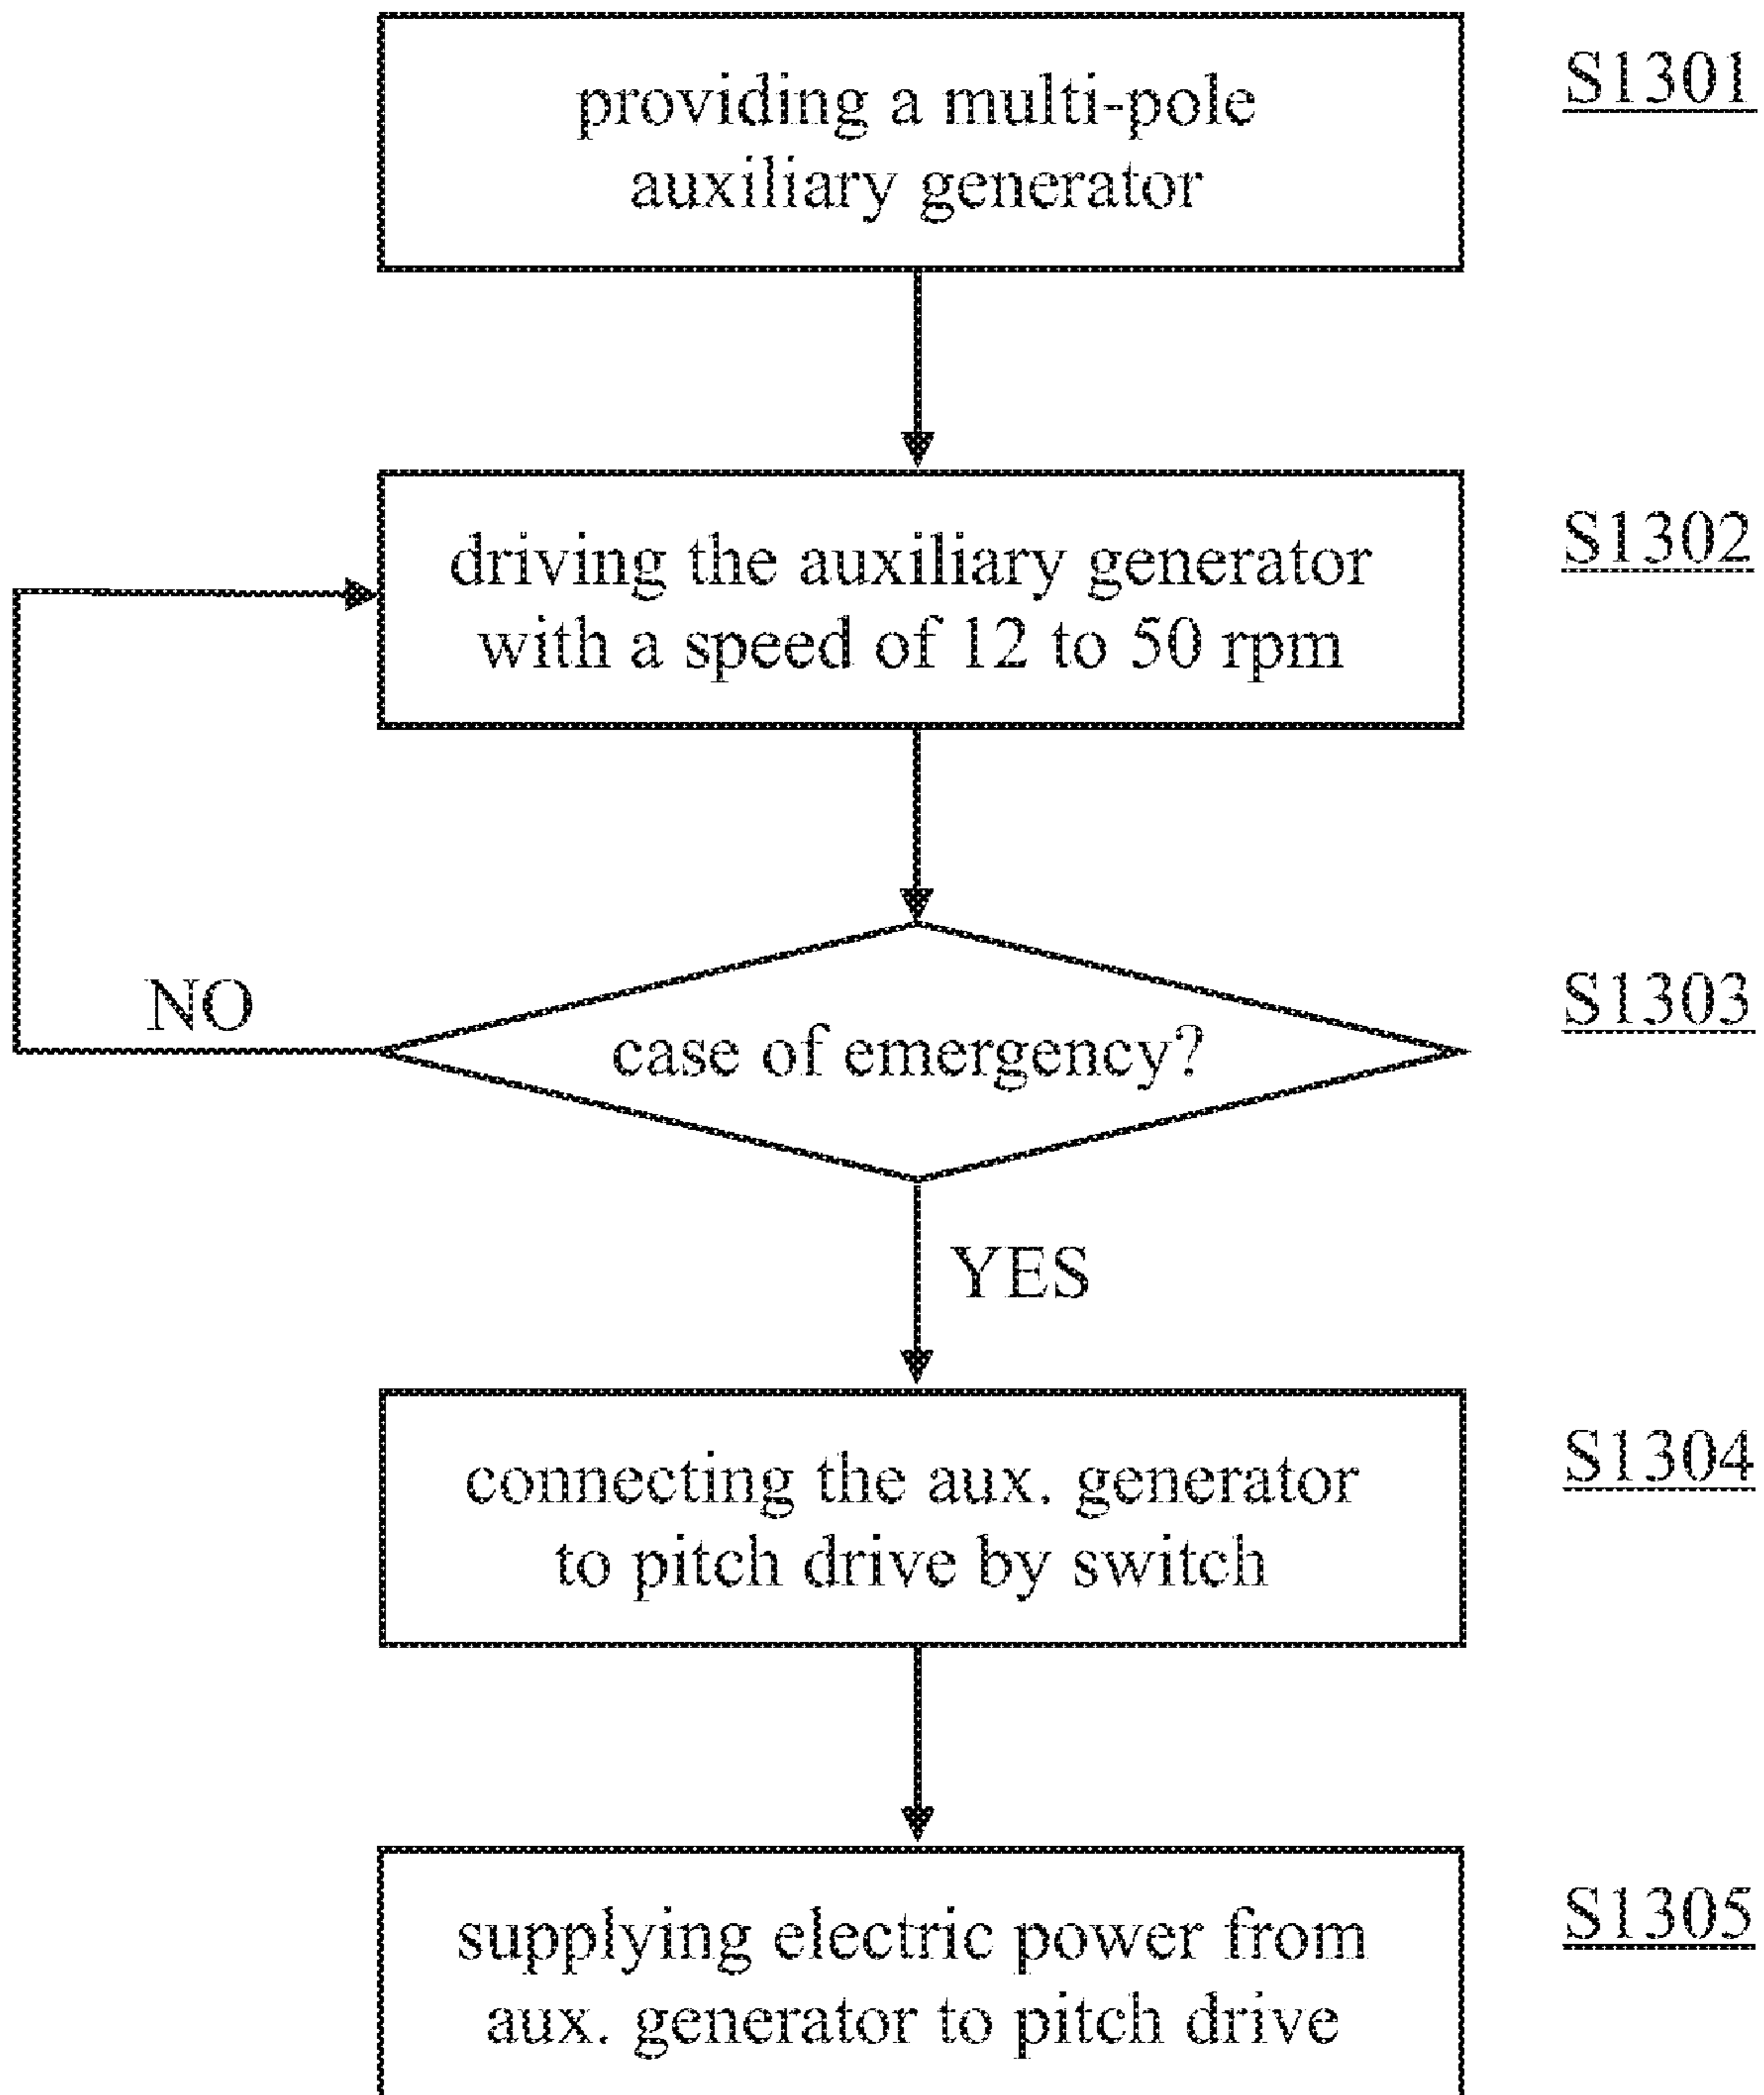 providing a multi-pole
auxiliary generator
S1301
driving the auxiliary generator
with a speed of 12 to 50 rpm
S1302
NO
case of emergency?
S1303
YES
connecting the aux. generator
to pitch drive by switch
S1304
supplying electric power from
aux. generator to pitch drive
S1305